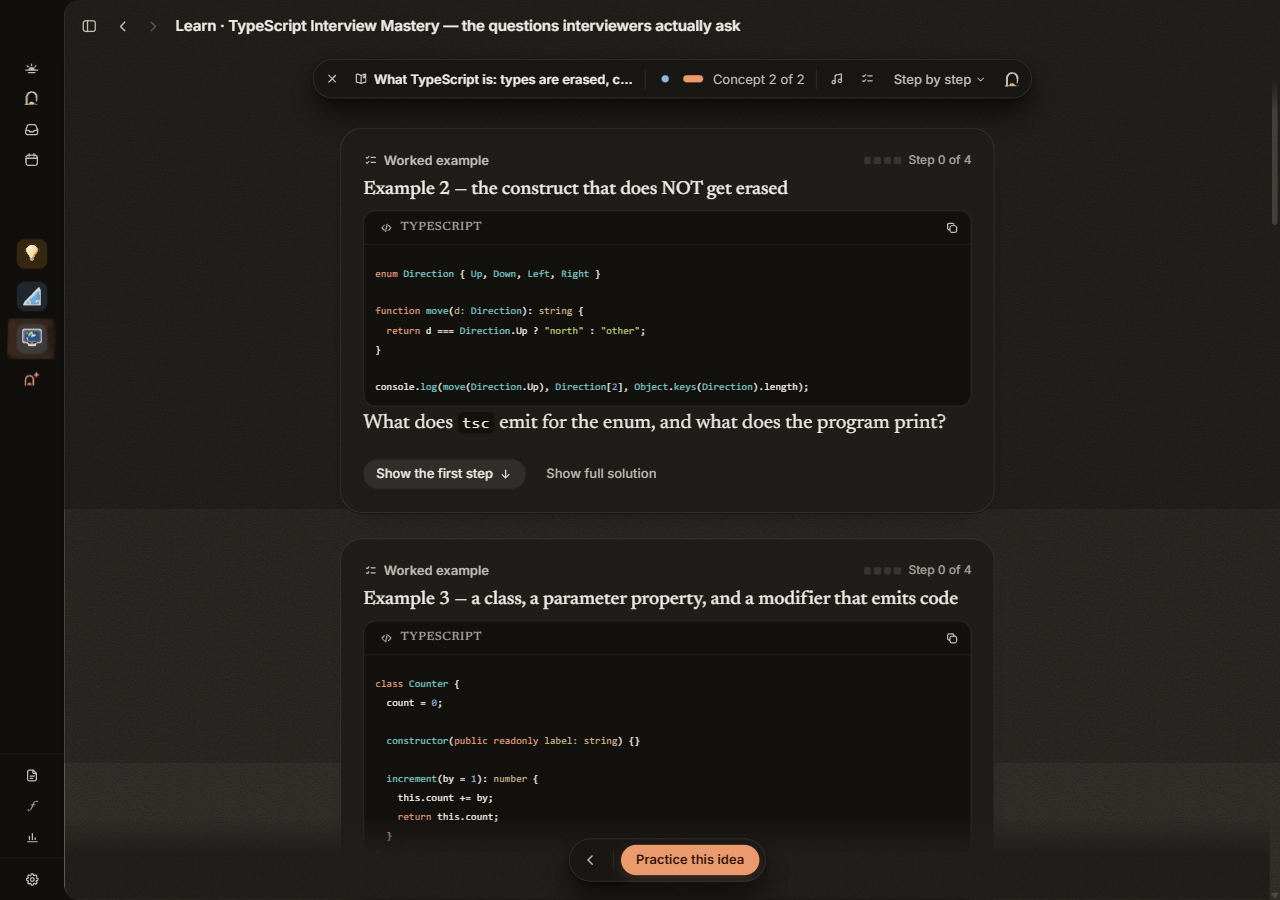 Learn · TypeScript Interview Mastery — the questions interviewers actually ask
What TypeScript is: types are erased, c...
Concept 2 of 2
Step by step
Worked example
Step 0 of 4
Example 2 — the construct that does NOT get erased
TYPESCRIPT
enum Direction { Up, Down, Left, Right }
function move(d: Direction): string {
  return d === Direction.Up ? "north" : "other";
}
console.log(move(Direction.Up), Direction[2], Object.keys(Direction).length);
What does tsc emit for the enum, and what does the program print?
Show the first step ↓
Show full solution
Worked example
Step 0 of 4
Example 3 — a class, a parameter property, and a modifier that emits code
TYPESCRIPT
class Counter {
  count = 0;
  constructor(public readonly label: string) {}
  increment(by = 1): number {
    this.count += by;
    return this.count;
  }
Practice this idea